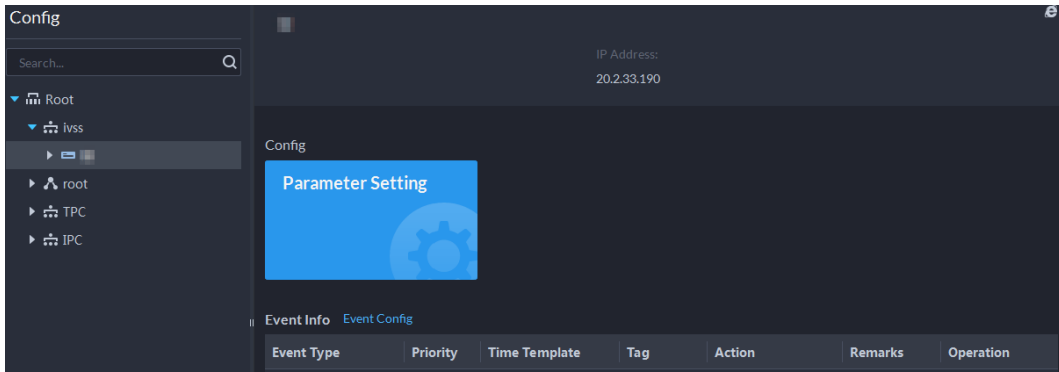 Config
Search...
Root
ivss
root
TPC
IPC
IP Address:
20.2.33.190
Config
Parameter Setting
Event Info Event Config
Event Type Priority Time Template Tag Action Remarks Operation